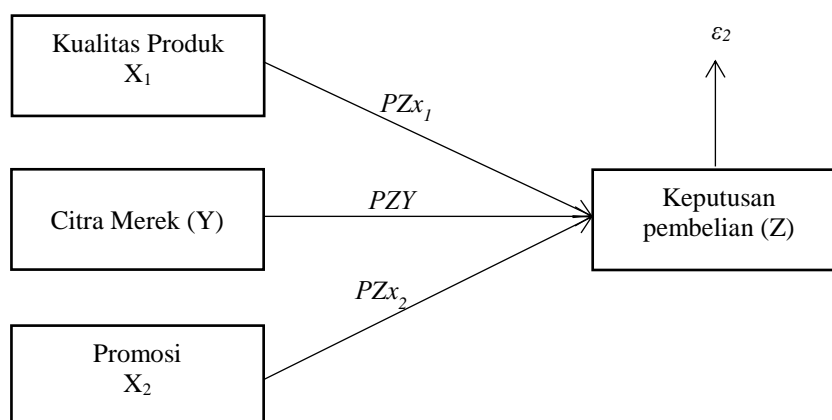 Kualitas Produk
X₁
ε₂
PZx₁
Citra Merek (Y)
PZY
Keputusan
pembelian (Z)
PZx₂
Promosi
X₂